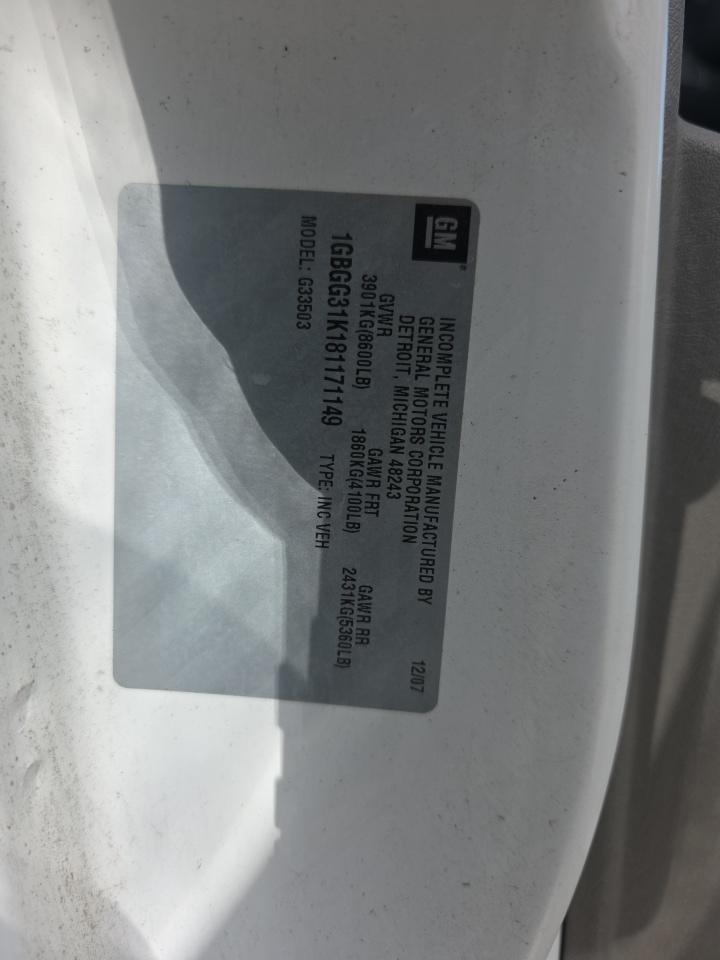 GM
INCOMPLETE VEHICLE MANUFACTURED BY
GENERAL MOTORS CORPORATION
DETROIT, MICHIGAN 48243
12/07
GVWR GAWR FRT GAWR RR
3901KG(8600LB) 1860KG(4100LB) 2431KG(5360LB)
1GBGG31K181171149 TYPE: INC VEH
MODEL: G33503